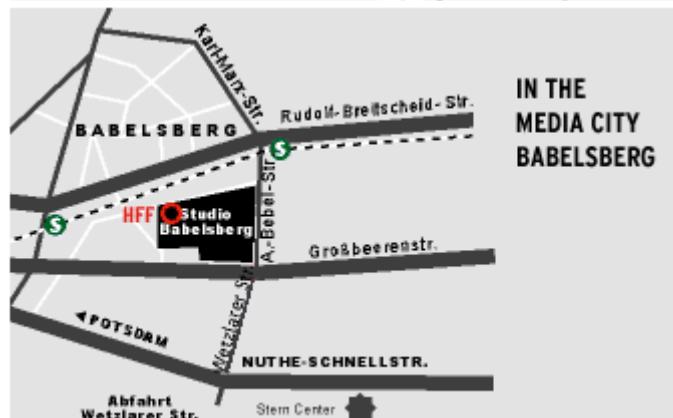 Karl-Marx-Str.
Rudolf-Breitscheid-Str.
IN THE
MEDIA CITY
BABELSBERG
BABELSBERG
S
S
HFF
Studio
Babelsberg
A.-Bebel-Str
Großbeerenstr.
Wetzlarer Str.
POTSDAM
NUTHE-SCHNELLSTR.
Abfahrt
Wetzlarer Str.
Stern Center